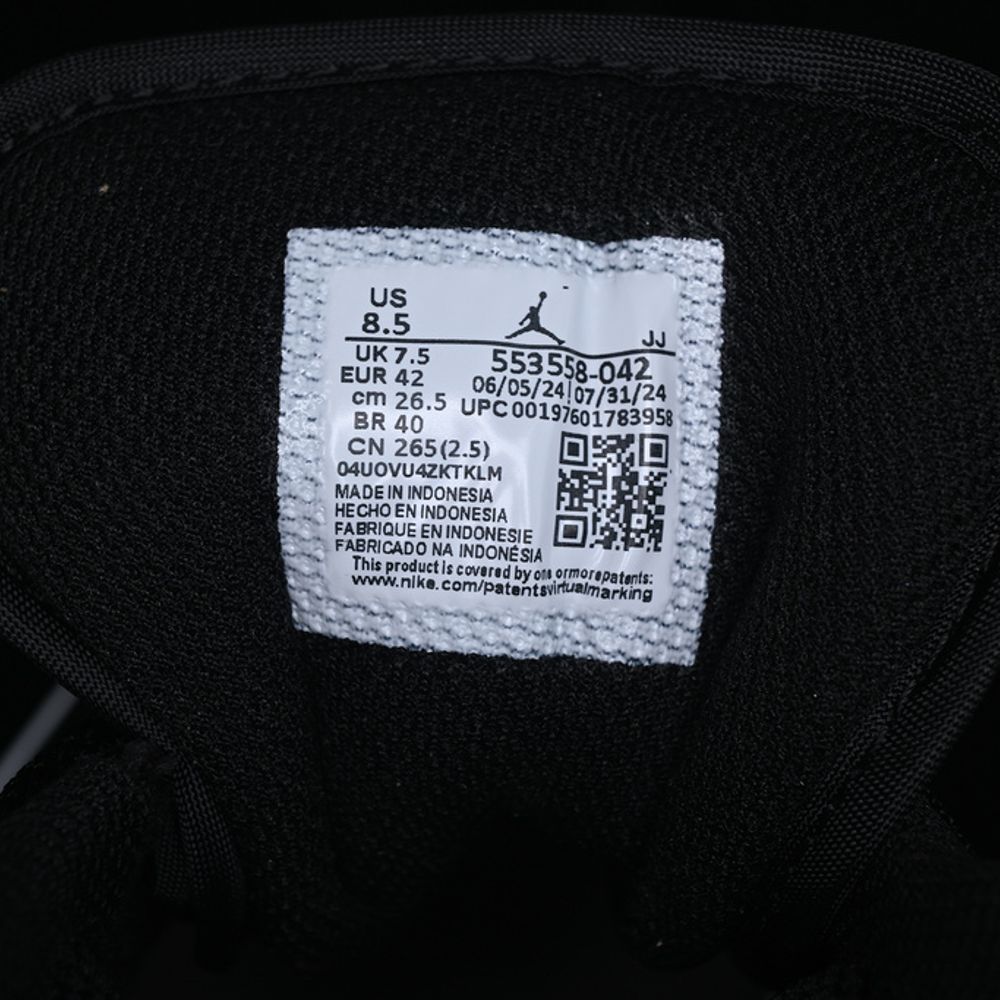 US
8.5
JJ
UK 7.5
553558-042
EUR 42
06/05/24 | 07/31/24
cm 26.5
UPC 00197601783958
BR 40
CN 265(2.5)
04UOVU4ZKTKLM
MADE IN INDONESIA
HECHO EN INDONESIA
FABRIQUE EN INDONESIE
FABRICADO NA INDONÉSIA
This product is covered by one ormorepatents:
www.nike.com/patentsvirtualmarking